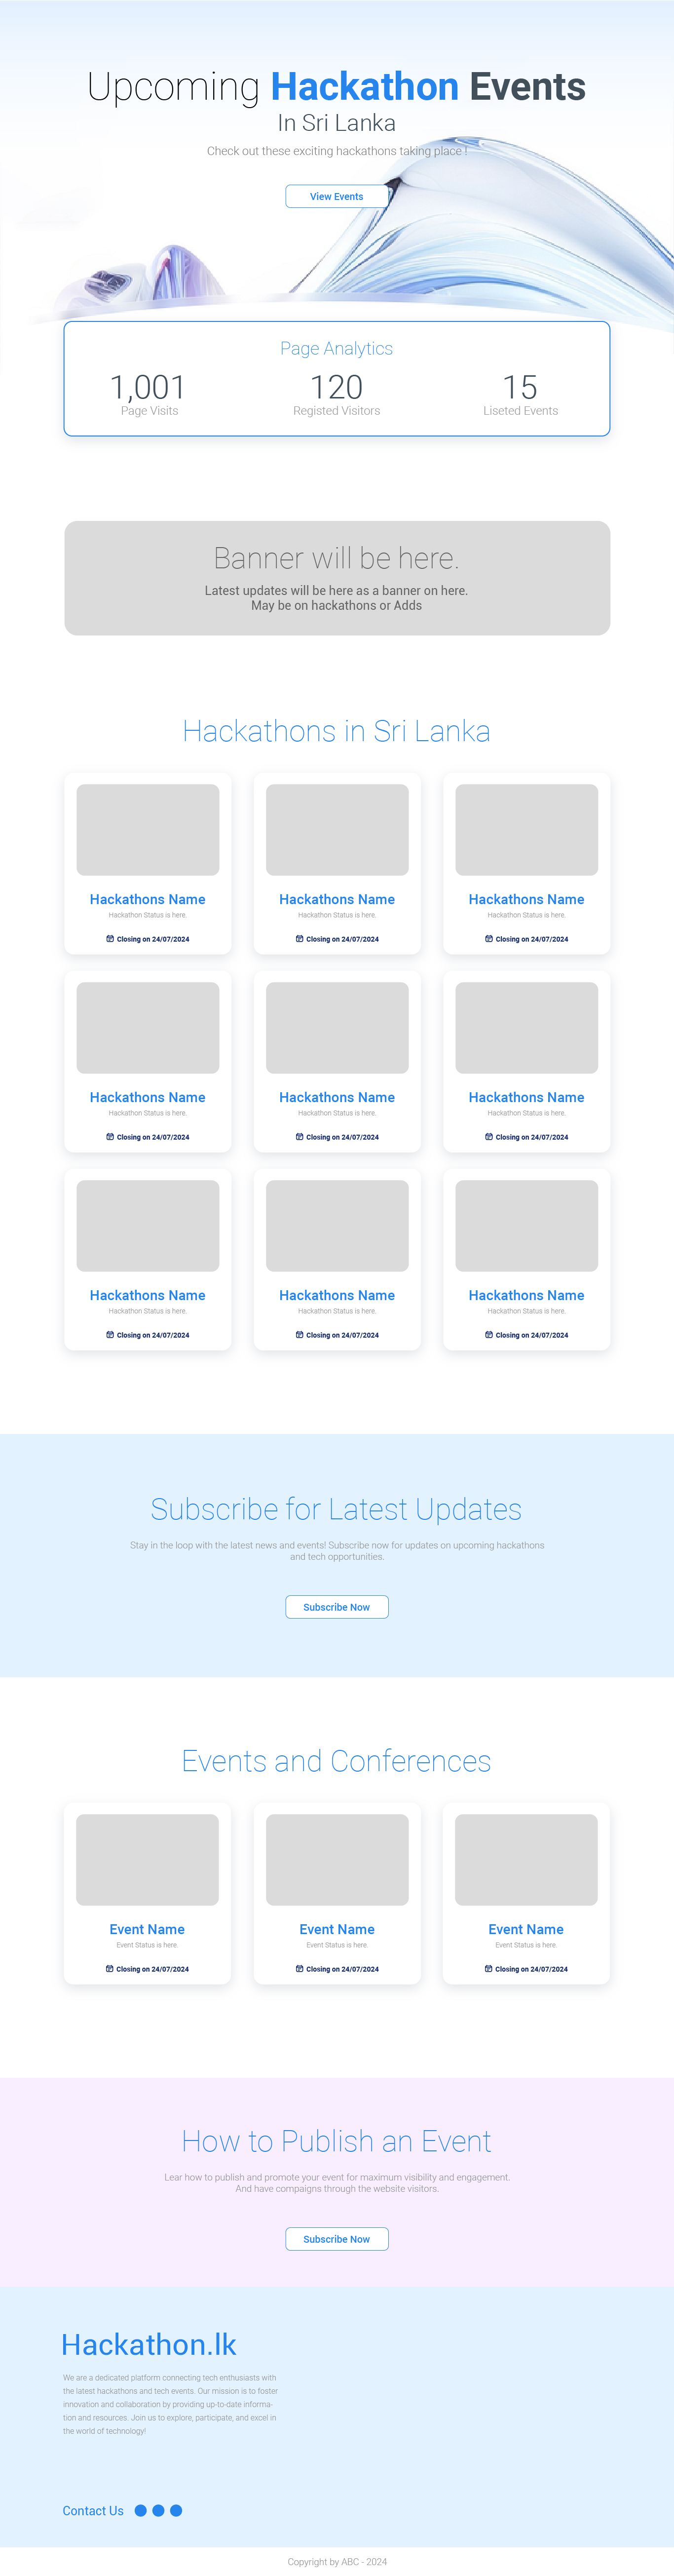 Upcoming Hackathon Events
In Sri Lanka
Check out these exciting hackathons taking place !
View Events
Page Analytics
1,001 120 15
Page Visits Registed Visitors Liseted Events
Banner will be here.
Latest updates will be here as a banner on here.
May be on hackathons or Adds
Hackathons in Sri Lanka
Hackathons Name Hackathons Name Hackathons Name
Hackathon Status is here. Hackathon Status is here. Hackathon Status is here.
Closing on 24/07/2024 Closing on 24/07/2024 Closing on 24/07/2024
Hackathons Name Hackathons Name Hackathons Name
Hackathon Status is here. Hackathon Status is here. Hackathon Status is here.
Closing on 24/07/2024 Closing on 24/07/2024 Closing on 24/07/2024
Hackathons Name Hackathons Name Hackathons Name
Hackathon Status is here. Hackathon Status is here. Hackathon Status is here.
Closing on 24/07/2024 Closing on 24/07/2024 Closing on 24/07/2024
Subscribe for Latest Updates
Stay in the loop with the latest news and events! Subscribe now for updates on upcoming hackathons
and tech opportunities.
Subscribe Now
Events and Conferences
Event Name Event Name Event Name
Event Status is here. Event Status is here. Event Status is here.
Closing on 24/07/2024 Closing on 24/07/2024 Closing on 24/07/2024
How to Publish an Event
Lear how to publish and promote your event for maximum visibility and engagement.
And have compaigns through the website visitors.
Subscribe Now
Hackathon.lk
We are a dedicated platform connecting tech enthusiasts with
the latest hackathons and tech events. Our mission is to foster
innovation and collaboration by providing up-to-date informa-
tion and resources. Join us to explore, participate, and excel in
the world of technology!
Contact Us
Copyright by ABC - 2024